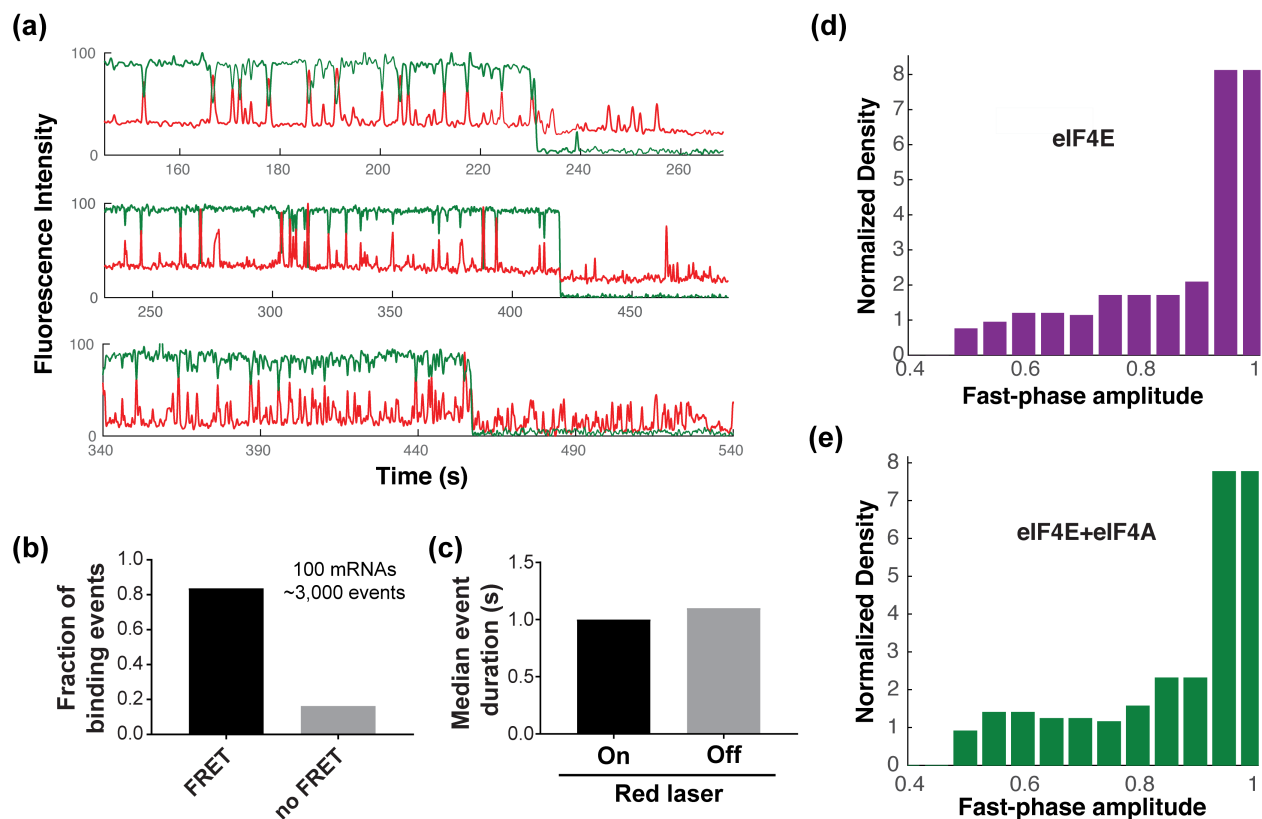 (a)
Fluorescence Intensity
100
0
160
180
200
220
240
260
100
0
250
300
350
400
450
100
0
340
390
440
490
540
Time (s)
(b)
Fraction of
binding events
1.0
0.8
0.6
0.4
0.2
0.0
100 mRNAs
~3,000 events
FRET
no FRET
(c)
Median event
duration (s)
1.5
1.0
0.5
0.0
On
Off
Red laser
(d)
Normalized Density
8
7
6
5
4
3
2
1
0
eIF4E
0.4
0.6
0.8
1
Fast-phase amplitude
(e)
Normalized Density
8
7
6
5
4
3
2
1
0
eIF4E+eIF4A
0.4
0.6
0.8
1
Fast-phase amplitude